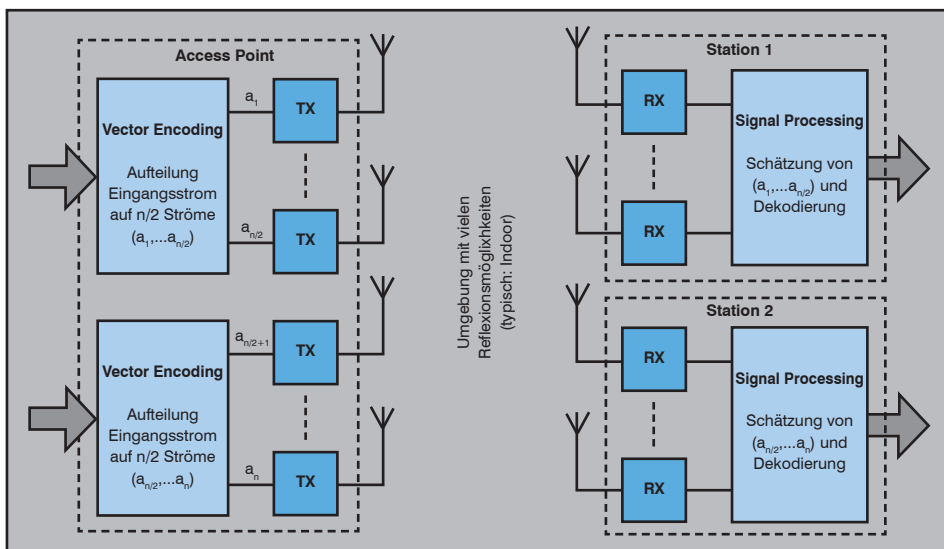 Access Point
Vector Encoding
Aufteilung
Eingangsstrom
auf n/2 Ströme
(a1,...an/2)
a1
TX
an/2
TX
Vector Encoding
Aufteilung
Eingangsstrom
auf n/2 Ströme
(an/2,...an)
an/2+1
TX
an
TX
Umgebung mit vielen
Reflexionsmöglixhkeiten
(typisch: Indoor)
Station 1
RX
RX
Signal Processing
Schätzung von
(a1,...an/2) und
Dekodierung
Station 2
RX
RX
Signal Processing
Schätzung von
(an/2,...an) und
Dekodierung